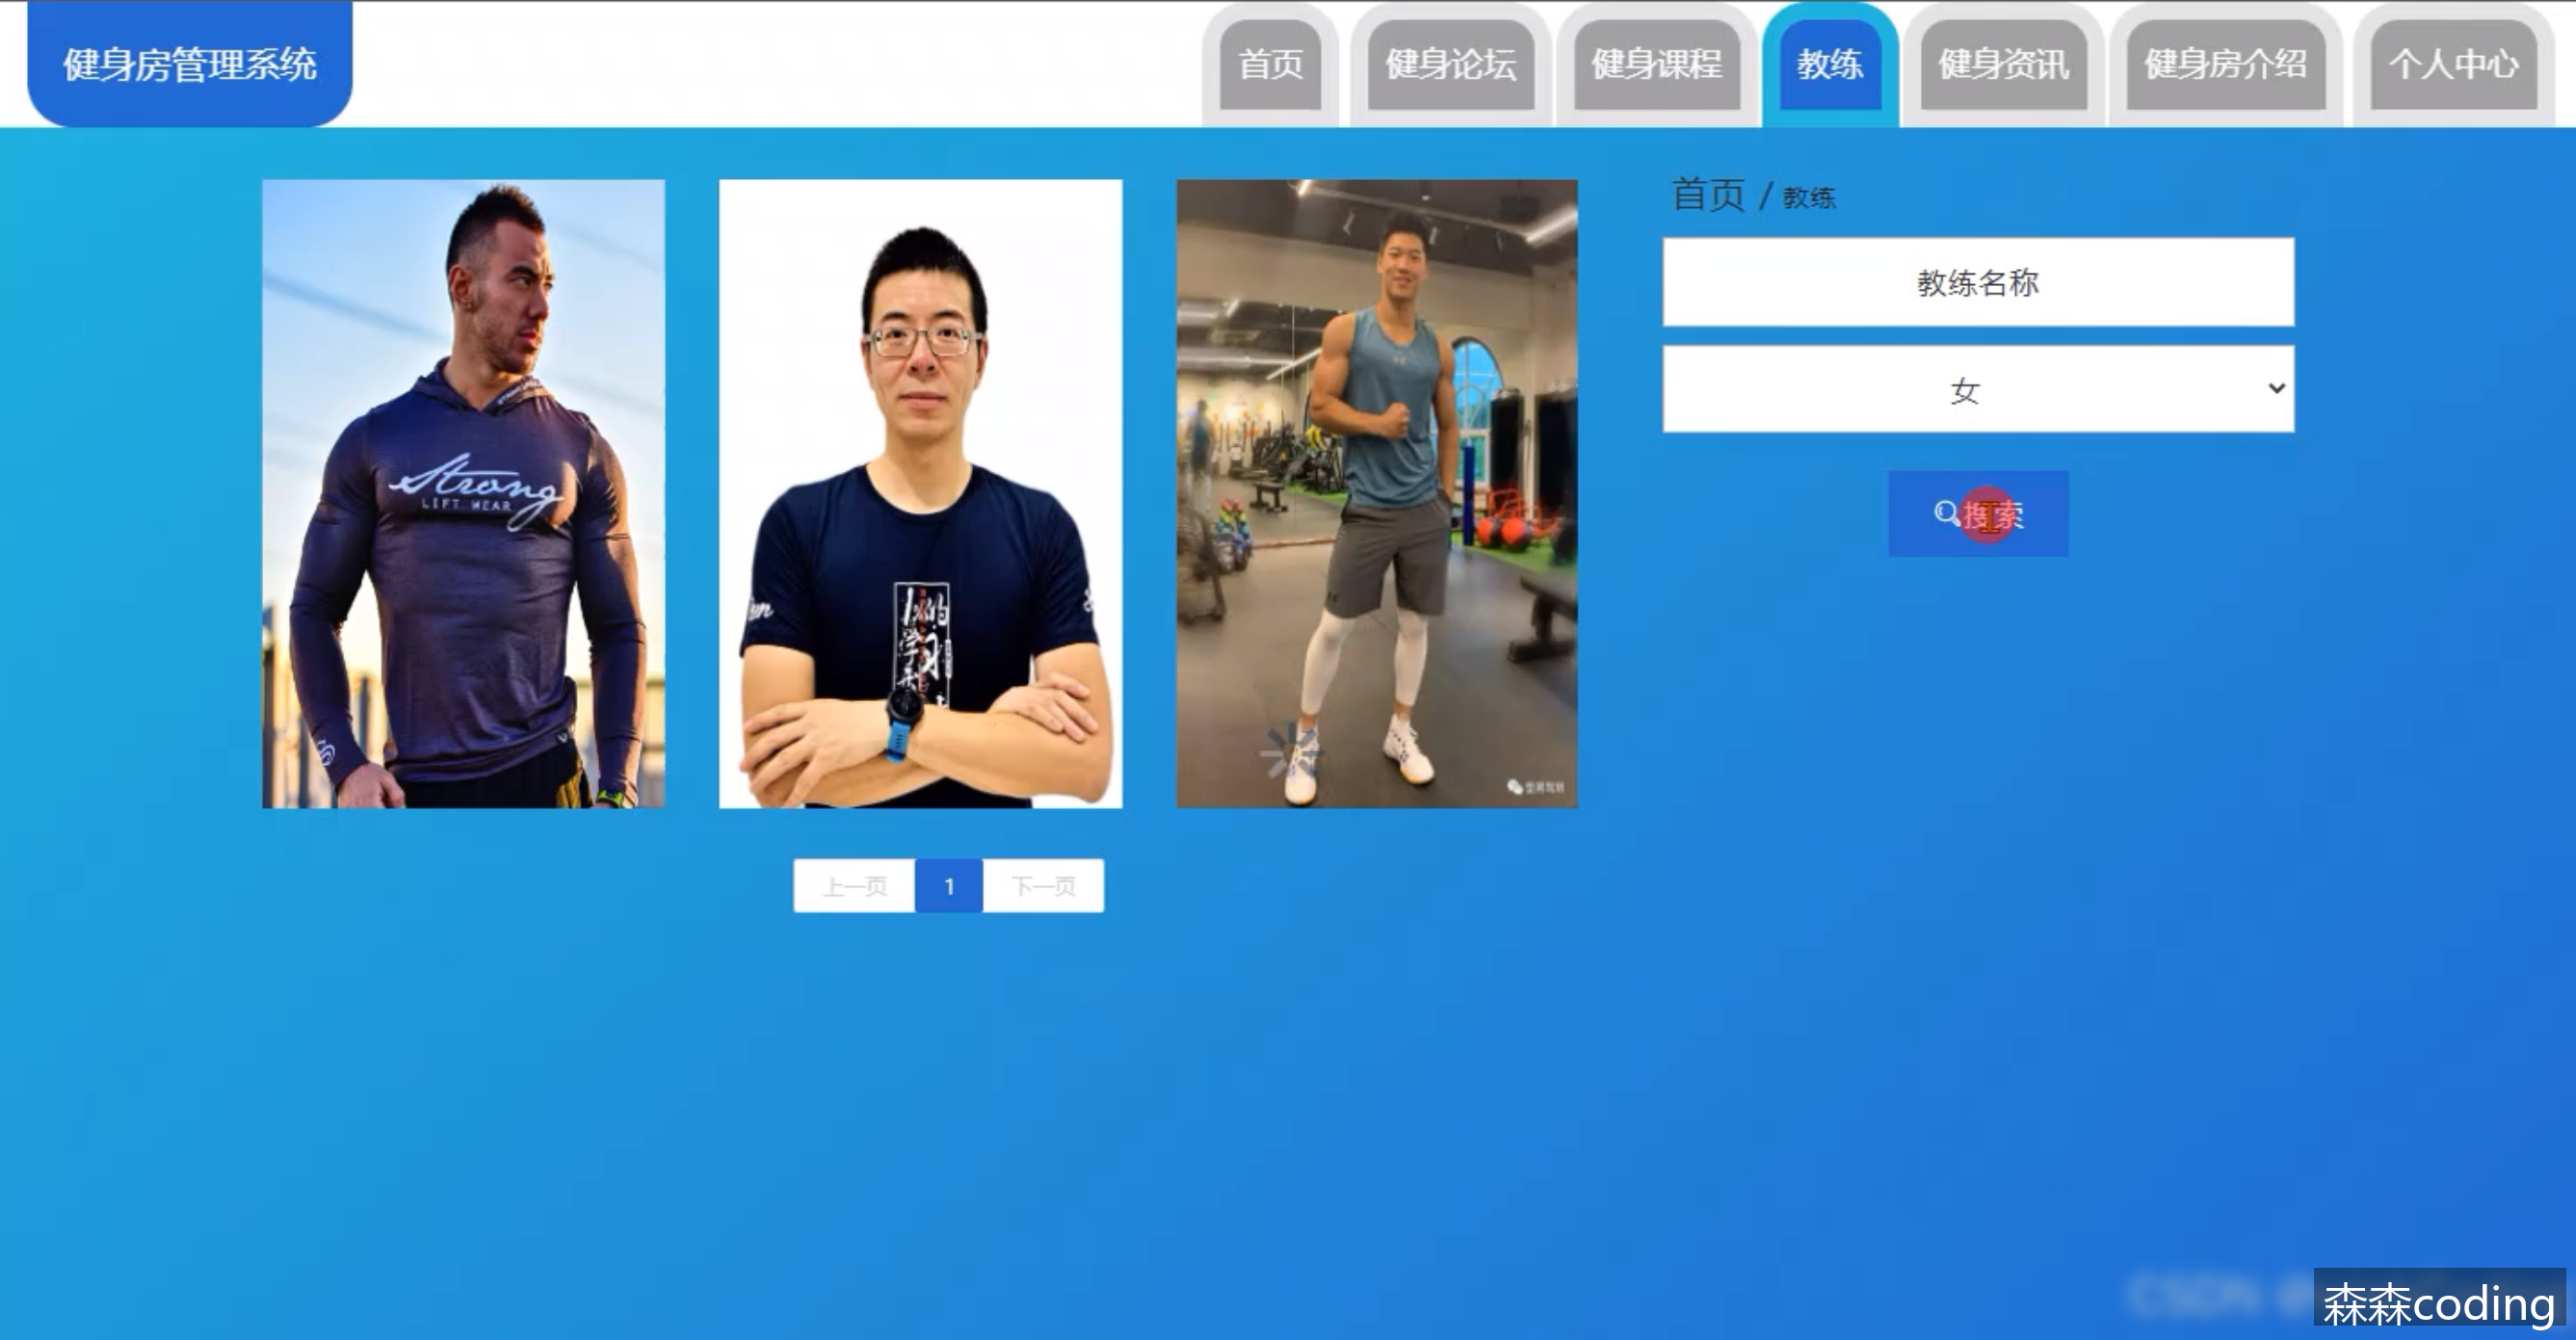 健身房管理系统
首页
健身论坛
健身课程
教练
健身资讯
健身房介绍
个人中心
首页 / 教练
教练名称
女
搜索
Strong
LIFT WEAR
上一页
1
下一页
森森coding